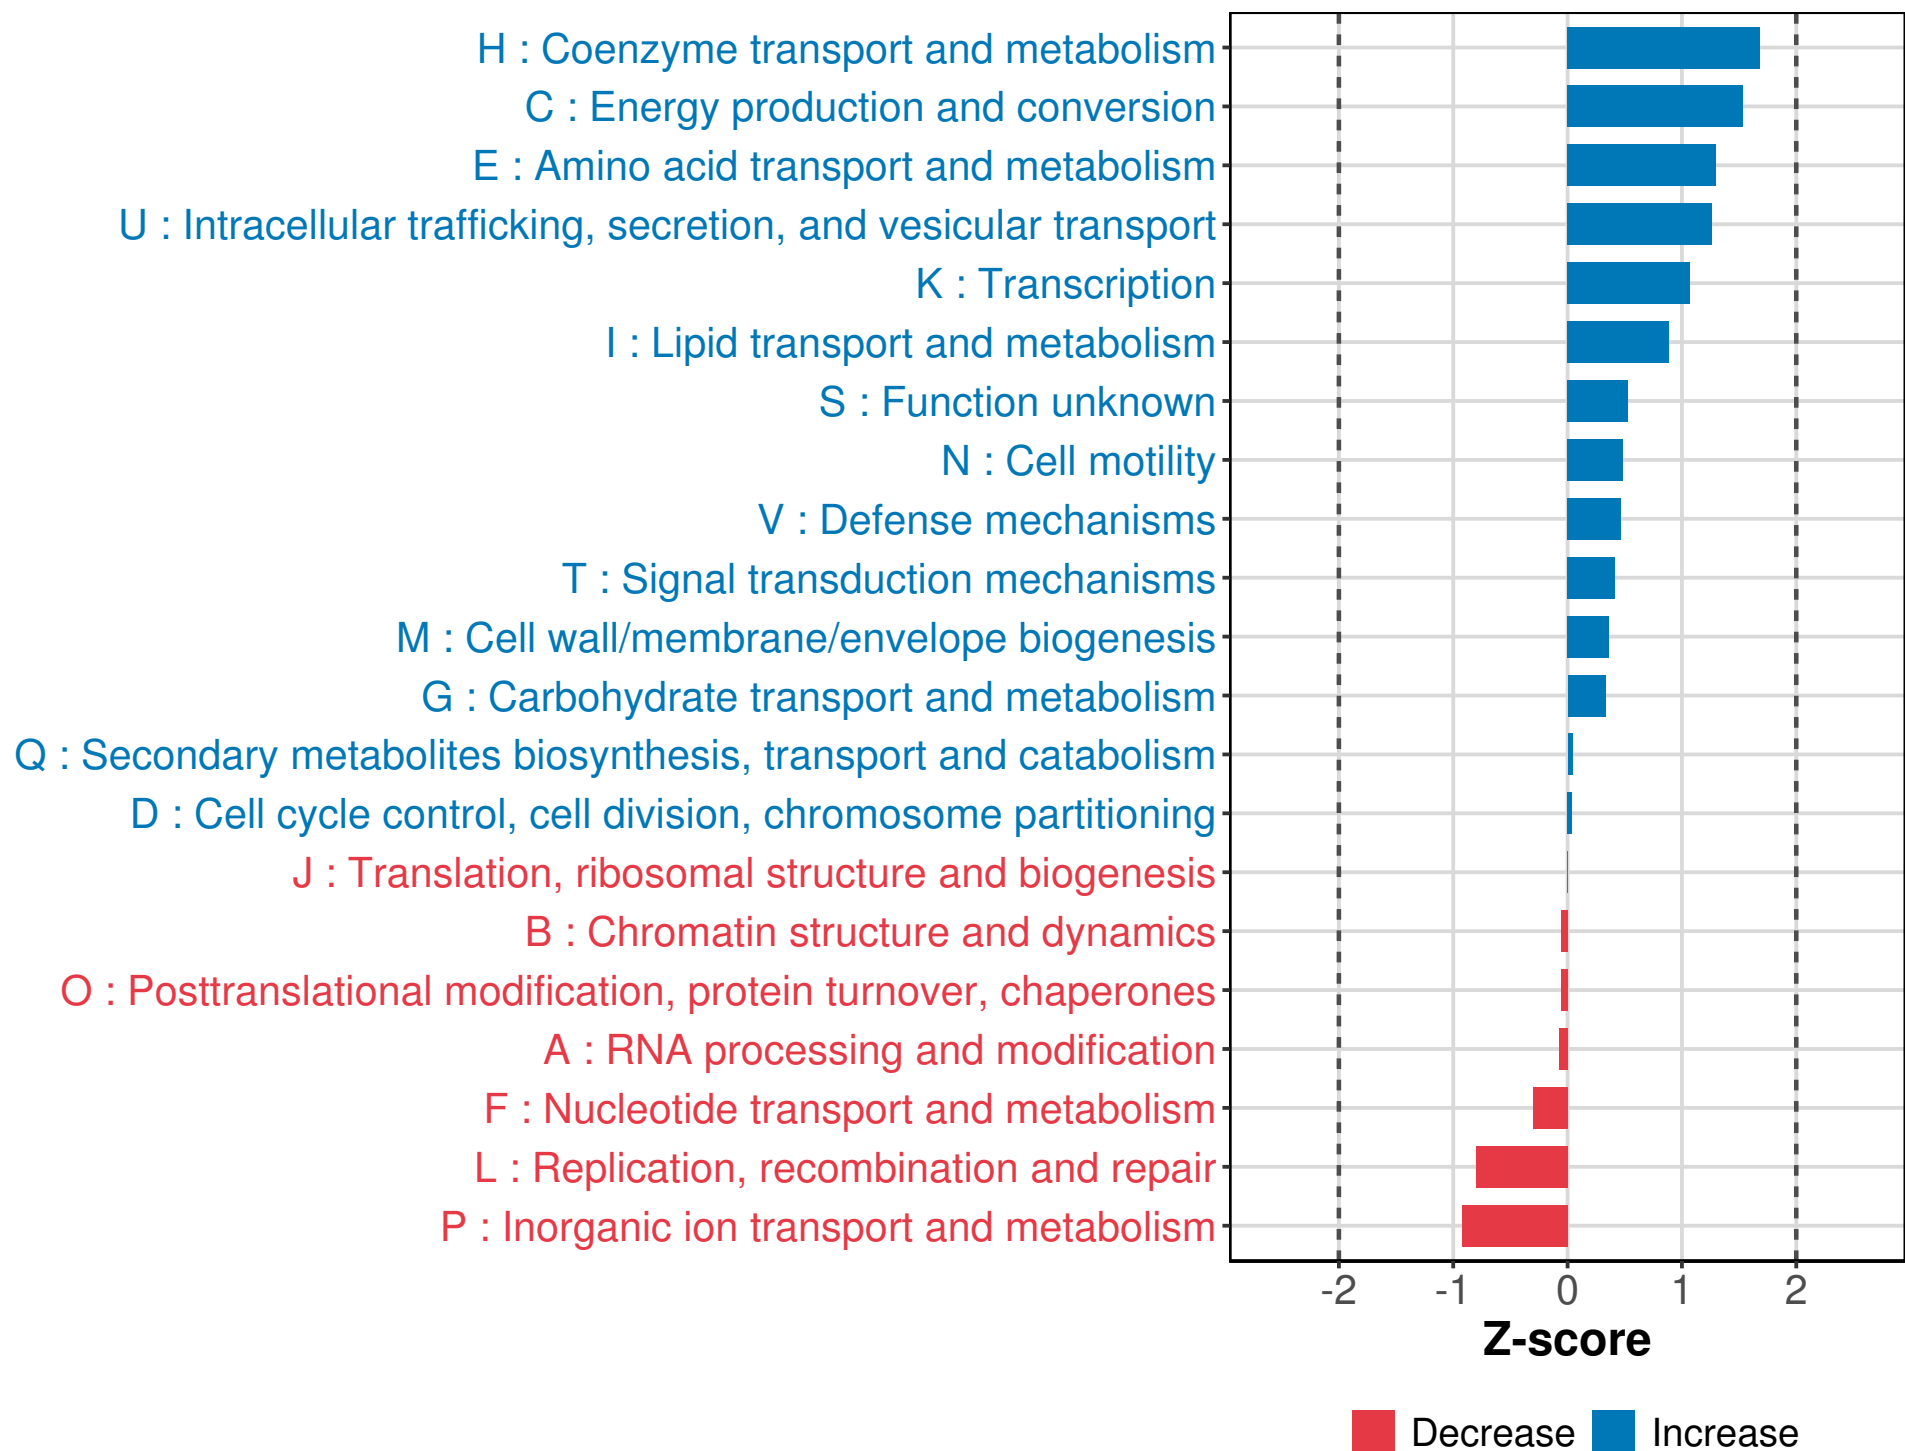 H : Coenzyme transport and metabolism
C : Energy production and conversion
E : Amino acid transport and metabolism
U : Intracellular trafficking, secretion, and vesicular transport
K : Transcription
I : Lipid transport and metabolism
S : Function unknown
N : Cell motility
V : Defense mechanisms
T : Signal transduction mechanisms
M : Cell wall/membrane/envelope biogenesis
G : Carbohydrate transport and metabolism
Q : Secondary metabolites biosynthesis, transport and catabolism
D : Cell cycle control, cell division, chromosome partitioning
J : Translation, ribosomal structure and biogenesis
B : Chromatin structure and dynamics
O : Posttranslational modification, protein turnover, chaperones
A : RNA processing and modification
F : Nucleotide transport and metabolism
L : Replication, recombination and repair
P : Inorganic ion transport and metabolism
-2 -1 0 1 2
Z-score
Decrease Increase